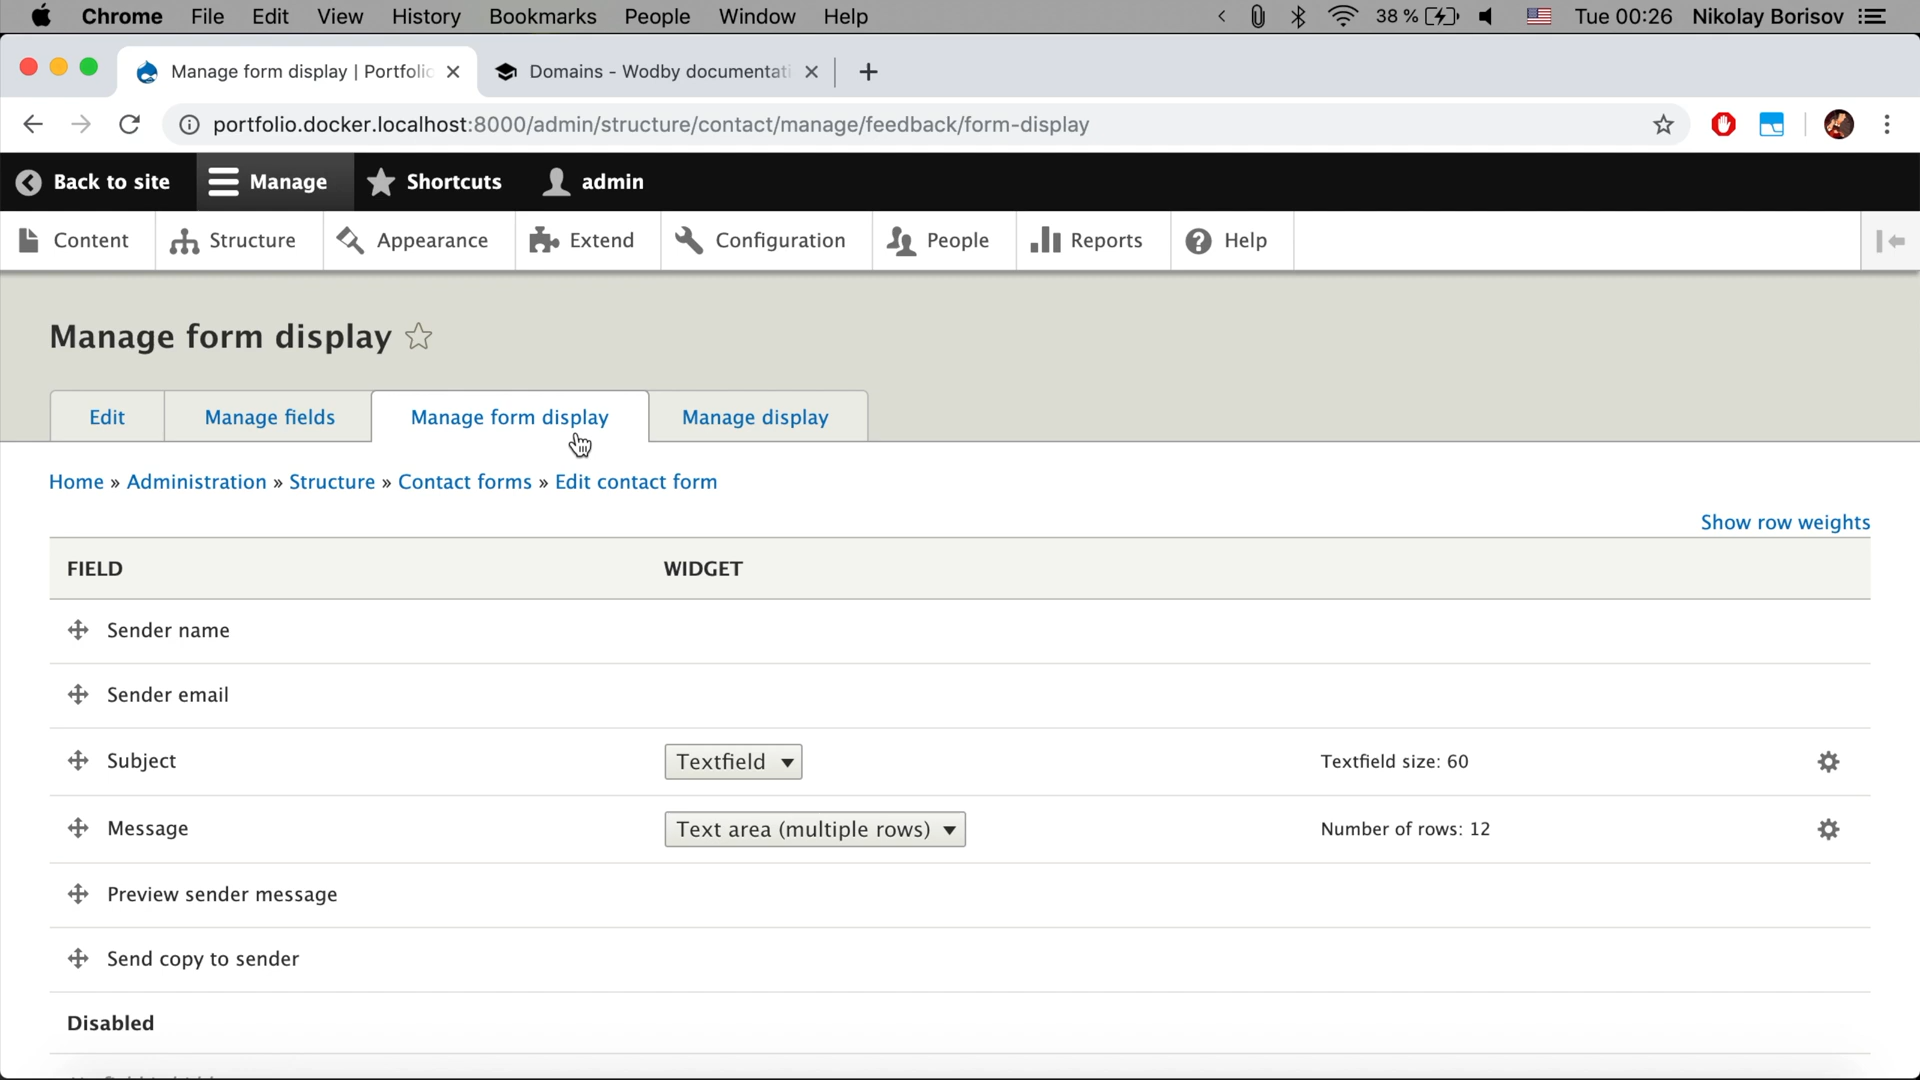 Chrome File Edit View History Bookmarks People Window Help 38 % Tue 00:26 Nikolay Borisov
Manage form display | Portfolio Domains - Wodby documentati
portfolio.docker.localhost:8000/admin/structure/contact/manage/feedback/form-display
Back to site Manage Shortcuts admin
Content Structure Appearance Extend Configuration People Reports Help
Manage form display
Edit Manage fields Manage form display Manage display
Home » Administration » Structure » Contact forms » Edit contact form
Show row weights
FIELD WIDGET
Sender name
Sender email
Subject Textfield Textfield size: 60
Message Text area (multiple rows) Number of rows: 12
Preview sender message
Send copy to sender
Disabled